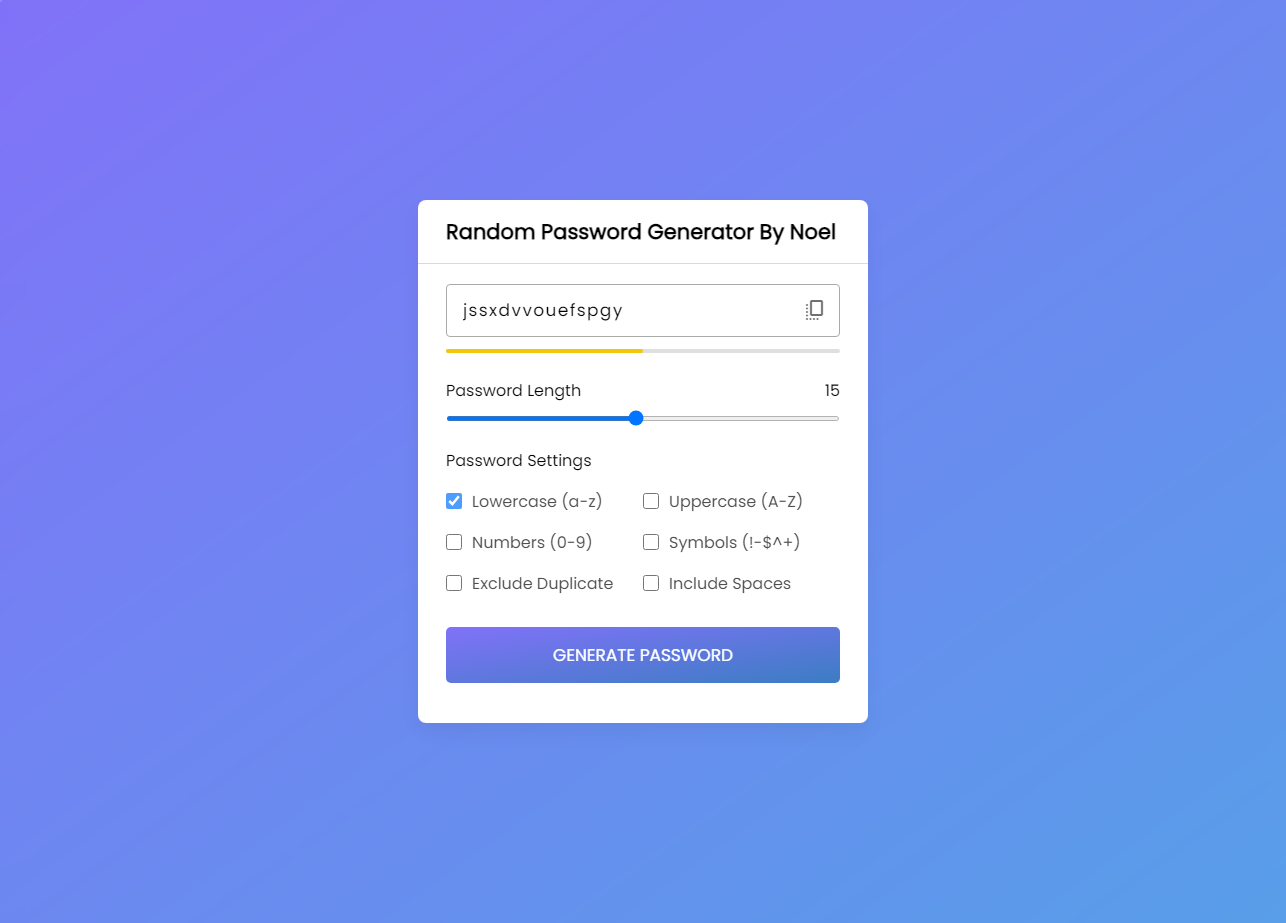 Random Password Generator By Noel
jssxdvvouefspgy
Password Length 15
Password Settings
Lowercase (a-z) Uppercase (A-Z)
Numbers (0-9) Symbols (!-$^+)
Exclude Duplicate Include Spaces
GENERATE PASSWORD